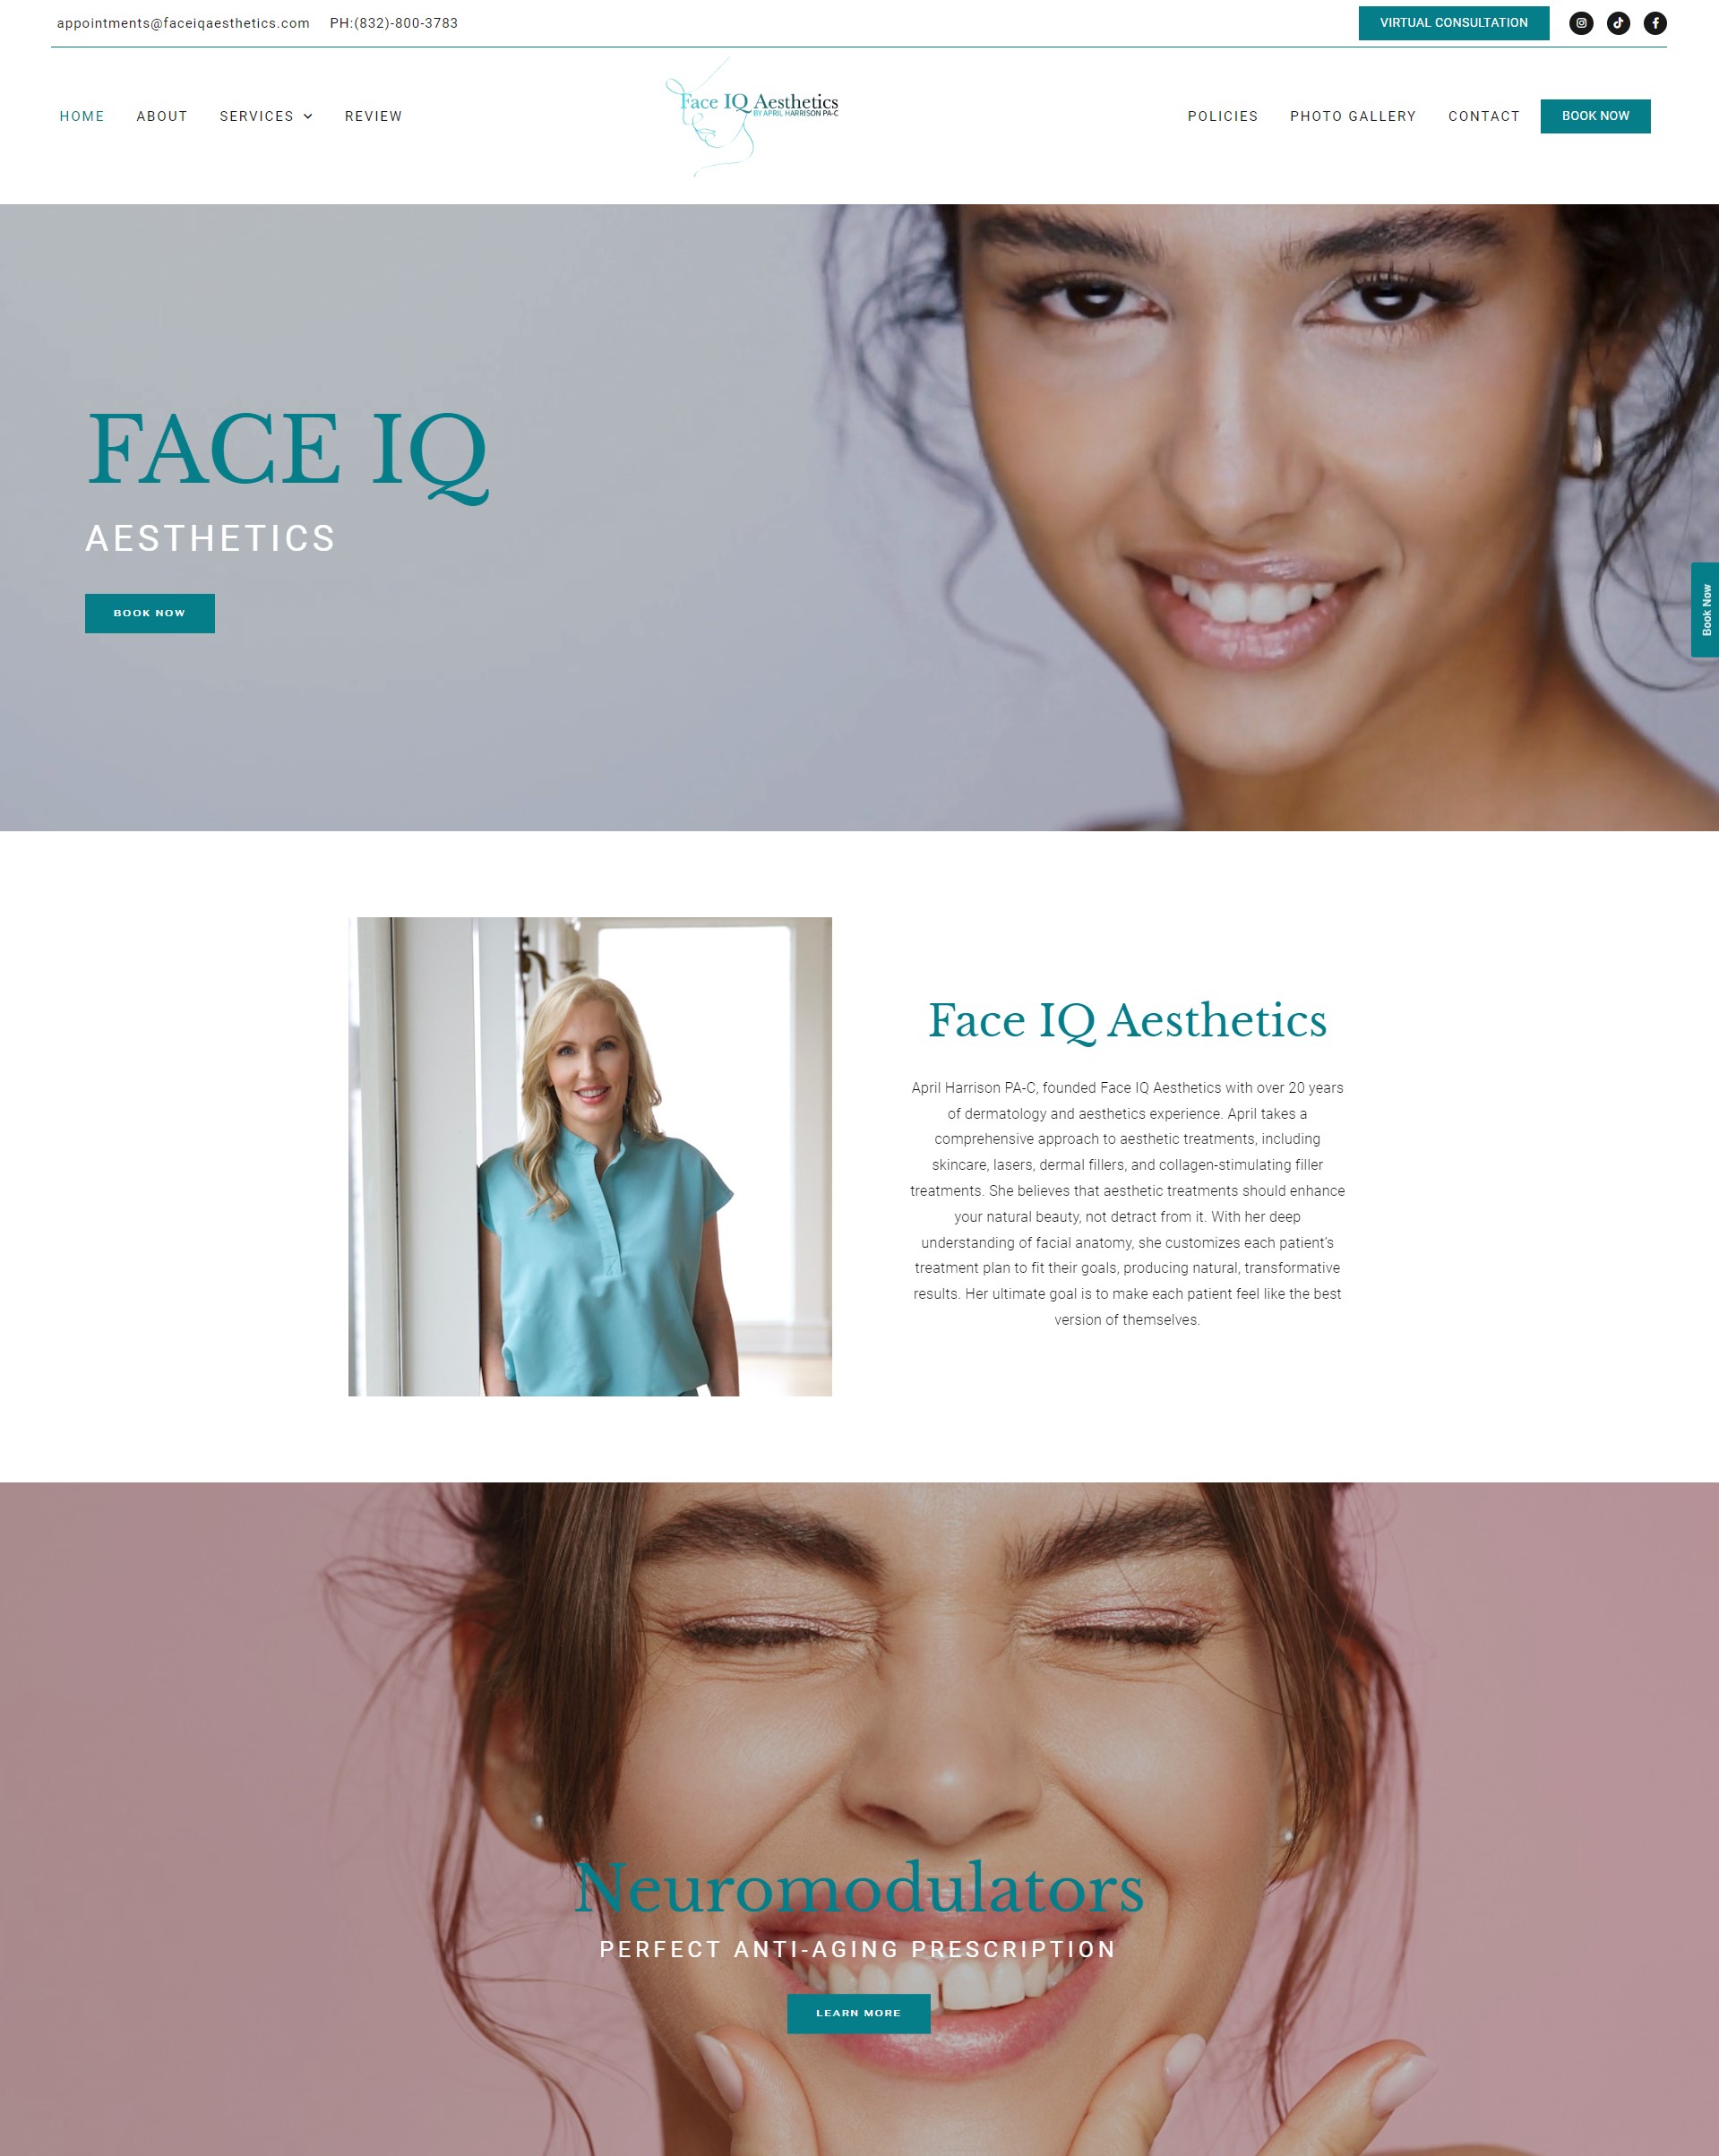 appointments@faceiqaesthetics.com PH:(832)-800-3783
VIRTUAL CONSULTATION
HOME ABOUT SERVICES REVIEW
Face IQ Aesthetics
BY APRIL HARRISON PA-C
POLICIES PHOTO GALLERY CONTACT BOOK NOW
FACE IQ
AESTHETICS
BOOK NOW
Book Now
Face IQ Aesthetics
April Harrison PA-C, founded Face IQ Aesthetics with over 20 years
of dermatology and aesthetics experience. April takes a
comprehensive approach to aesthetic treatments, including
skincare, lasers, dermal fillers, and collagen-stimulating filler
treatments. She believes that aesthetic treatments should enhance
your natural beauty, not detract from it. With her deep
understanding of facial anatomy, she customizes each patient’s
treatment plan to fit their goals, producing natural, transformative
results. Her ultimate goal is to make each patient feel like the best
version of themselves.
Neuromodulators
PERFECT ANTI-AGING PRESCRIPTION
LEARN MORE